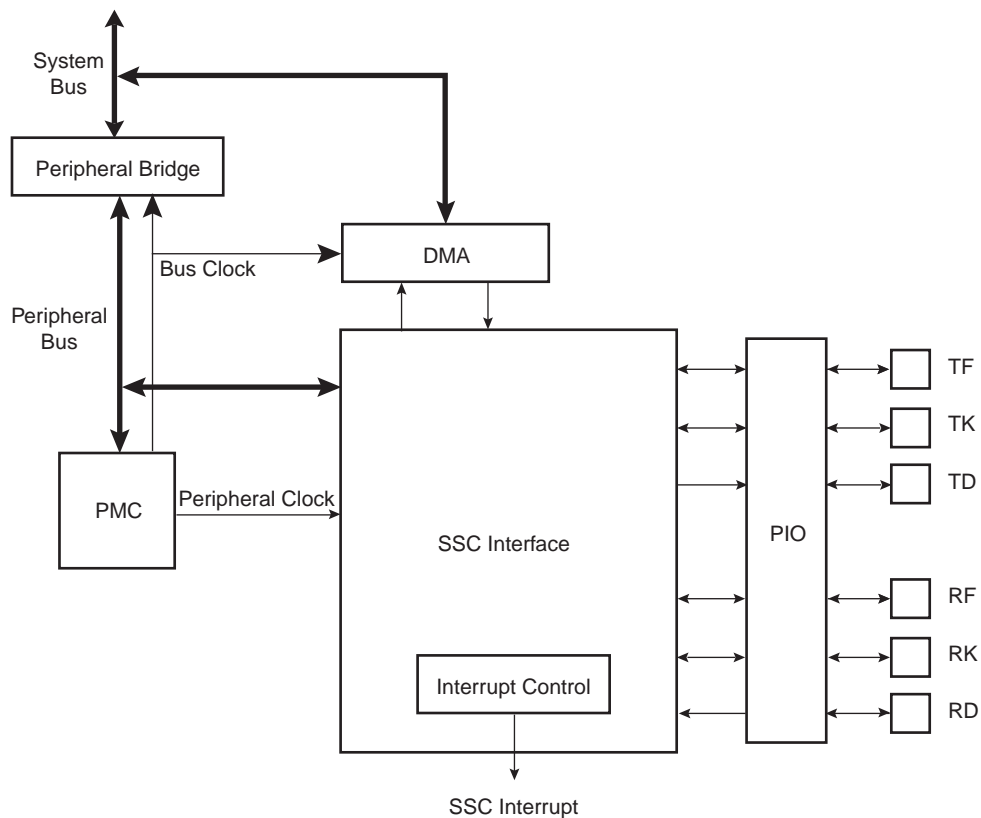 System
Bus
Peripheral Bridge
Bus Clock
DMA
Peripheral
Bus
PMC
Peripheral Clock
SSC Interface
Interrupt Control
SSC Interrupt
PIO
TF
TK
TD
RF
RK
RD